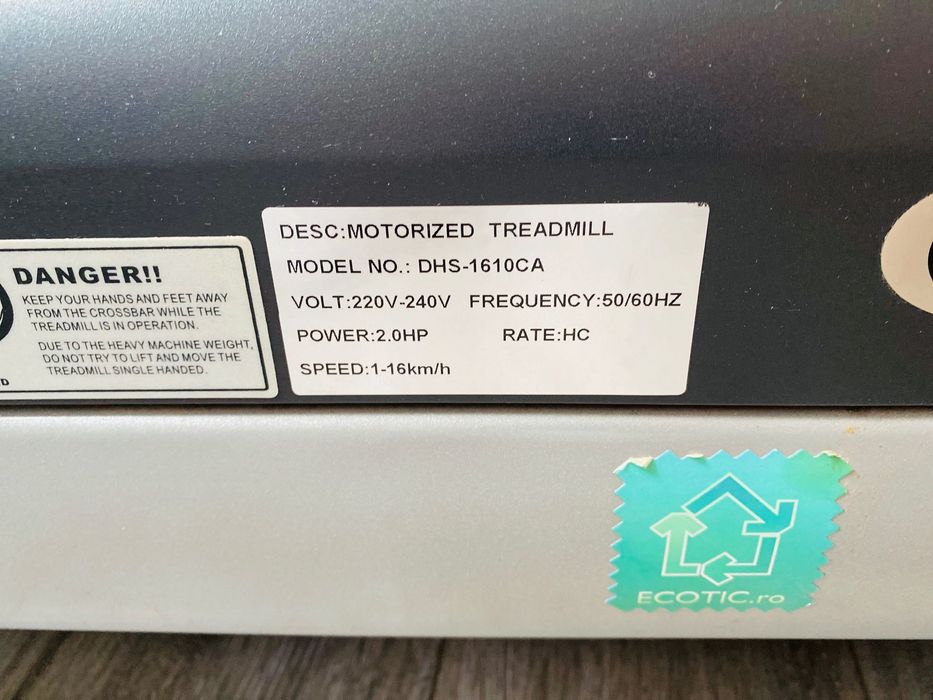 DANGER!!
KEEP YOUR HANDS AND FEET AWAY
FROM THE CROSSBAR WHILE THE
TREADMILL IS IN OPERATION.
DUE TO THE HEAVY MACHINE WEIGHT,
DO NOT TRY TO LIFT AND MOVE THE
TREADMILL SINGLE HANDED.
DESC:MOTORIZED TREADMILL
MODEL NO.: DHS-1610CA
VOLT:220V-240V FREQUENCY:50/60HZ
POWER:2.0HP RATE:HC
SPEED:1-16km/h
ECOTIC.ro